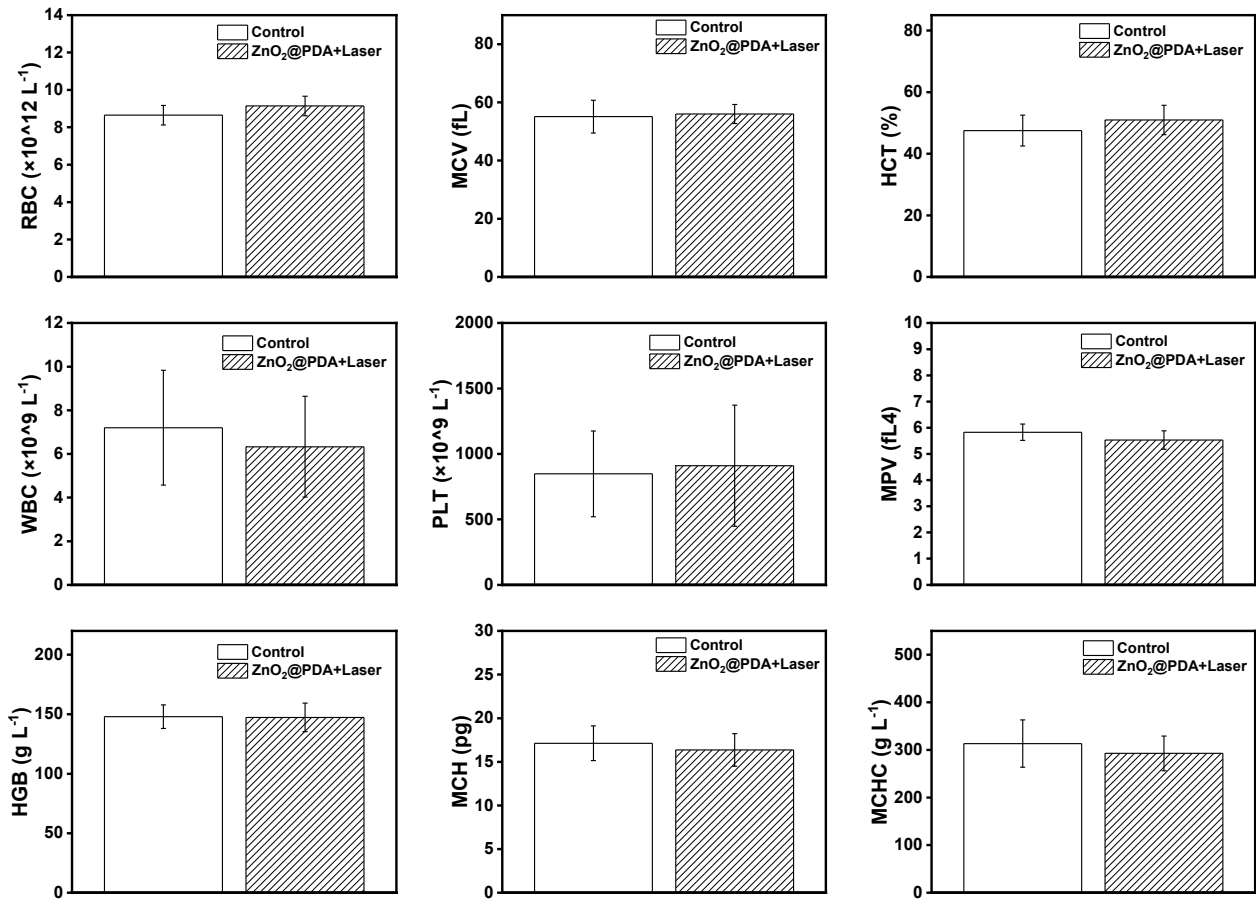 14
12
10
8
6
4
2
0
RBC (×10^12 L⁻¹)
Control
ZnO₂@PDA+Laser
80
60
40
20
0
MCV (fL)
Control
ZnO₂@PDA+Laser
80
60
40
20
0
HCT (%)
Control
ZnO₂@PDA+Laser
12
10
8
6
4
2
0
WBC (×10^9 L⁻¹)
Control
ZnO₂@PDA+Laser
2000
1500
1000
500
0
PLT (×10^9 L⁻¹)
Control
ZnO₂@PDA+Laser
10
9
8
7
6
5
4
3
2
1
0
MPV (fL4)
Control
ZnO₂@PDA+Laser
200
150
100
50
0
HGB (g L⁻¹)
Control
ZnO₂@PDA+Laser
30
25
20
15
10
5
0
MCH (pg)
Control
ZnO₂@PDA+Laser
500
400
300
200
100
0
MCHC (g L⁻¹)
Control
ZnO₂@PDA+Laser